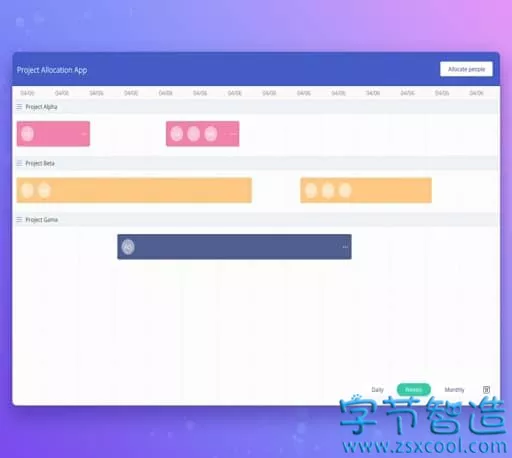 Project Allocation App
Allocate people
04/06 04/06 04/06 04/06 04/06 04/06 04/06 04/06 04/06 04/06 04/06 04/06 04/06 04/06
Project Alpha
Project Beta
Project Gama
Daily Weekly Monthly
字节智造
www.zsxcool.com